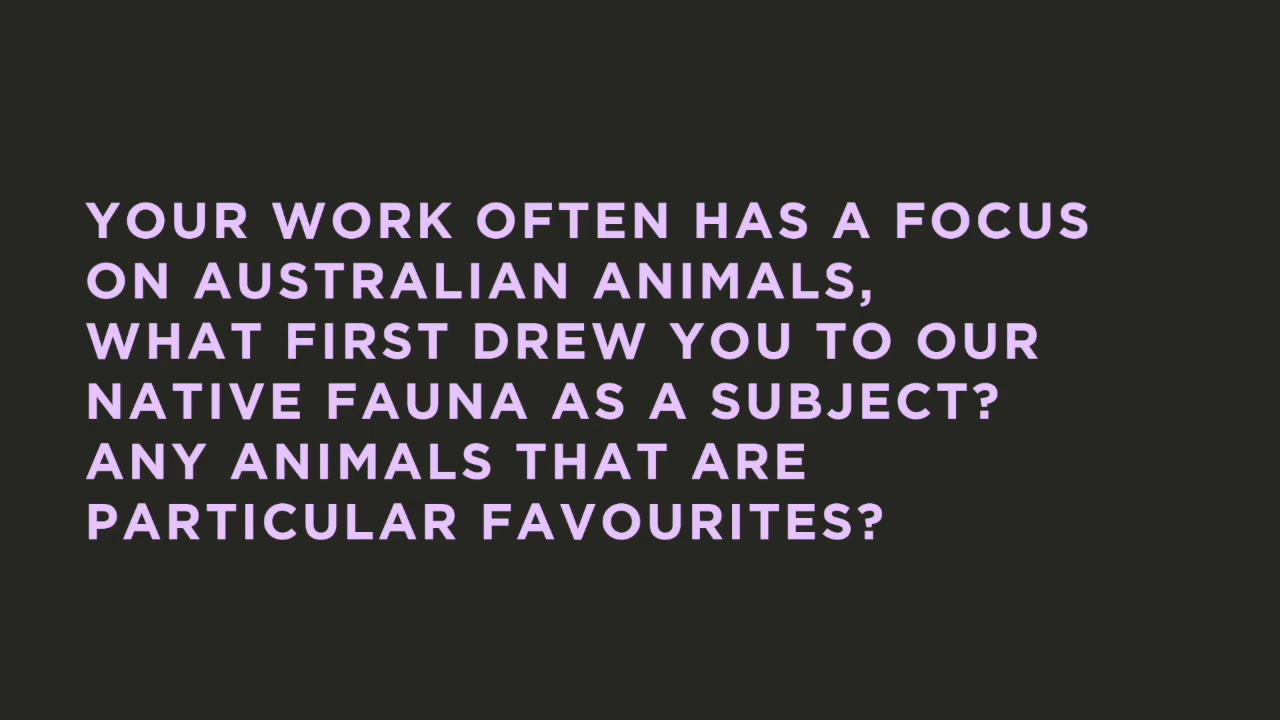 YOUR WORK OFTEN HAS A FOCUS
ON AUSTRALIAN ANIMALS,
WHAT FIRST DREW YOU TO OUR
NATIVE FAUNA AS A SUBJECT?
ANY ANIMALS THAT ARE
PARTICULAR FAVOURITES?